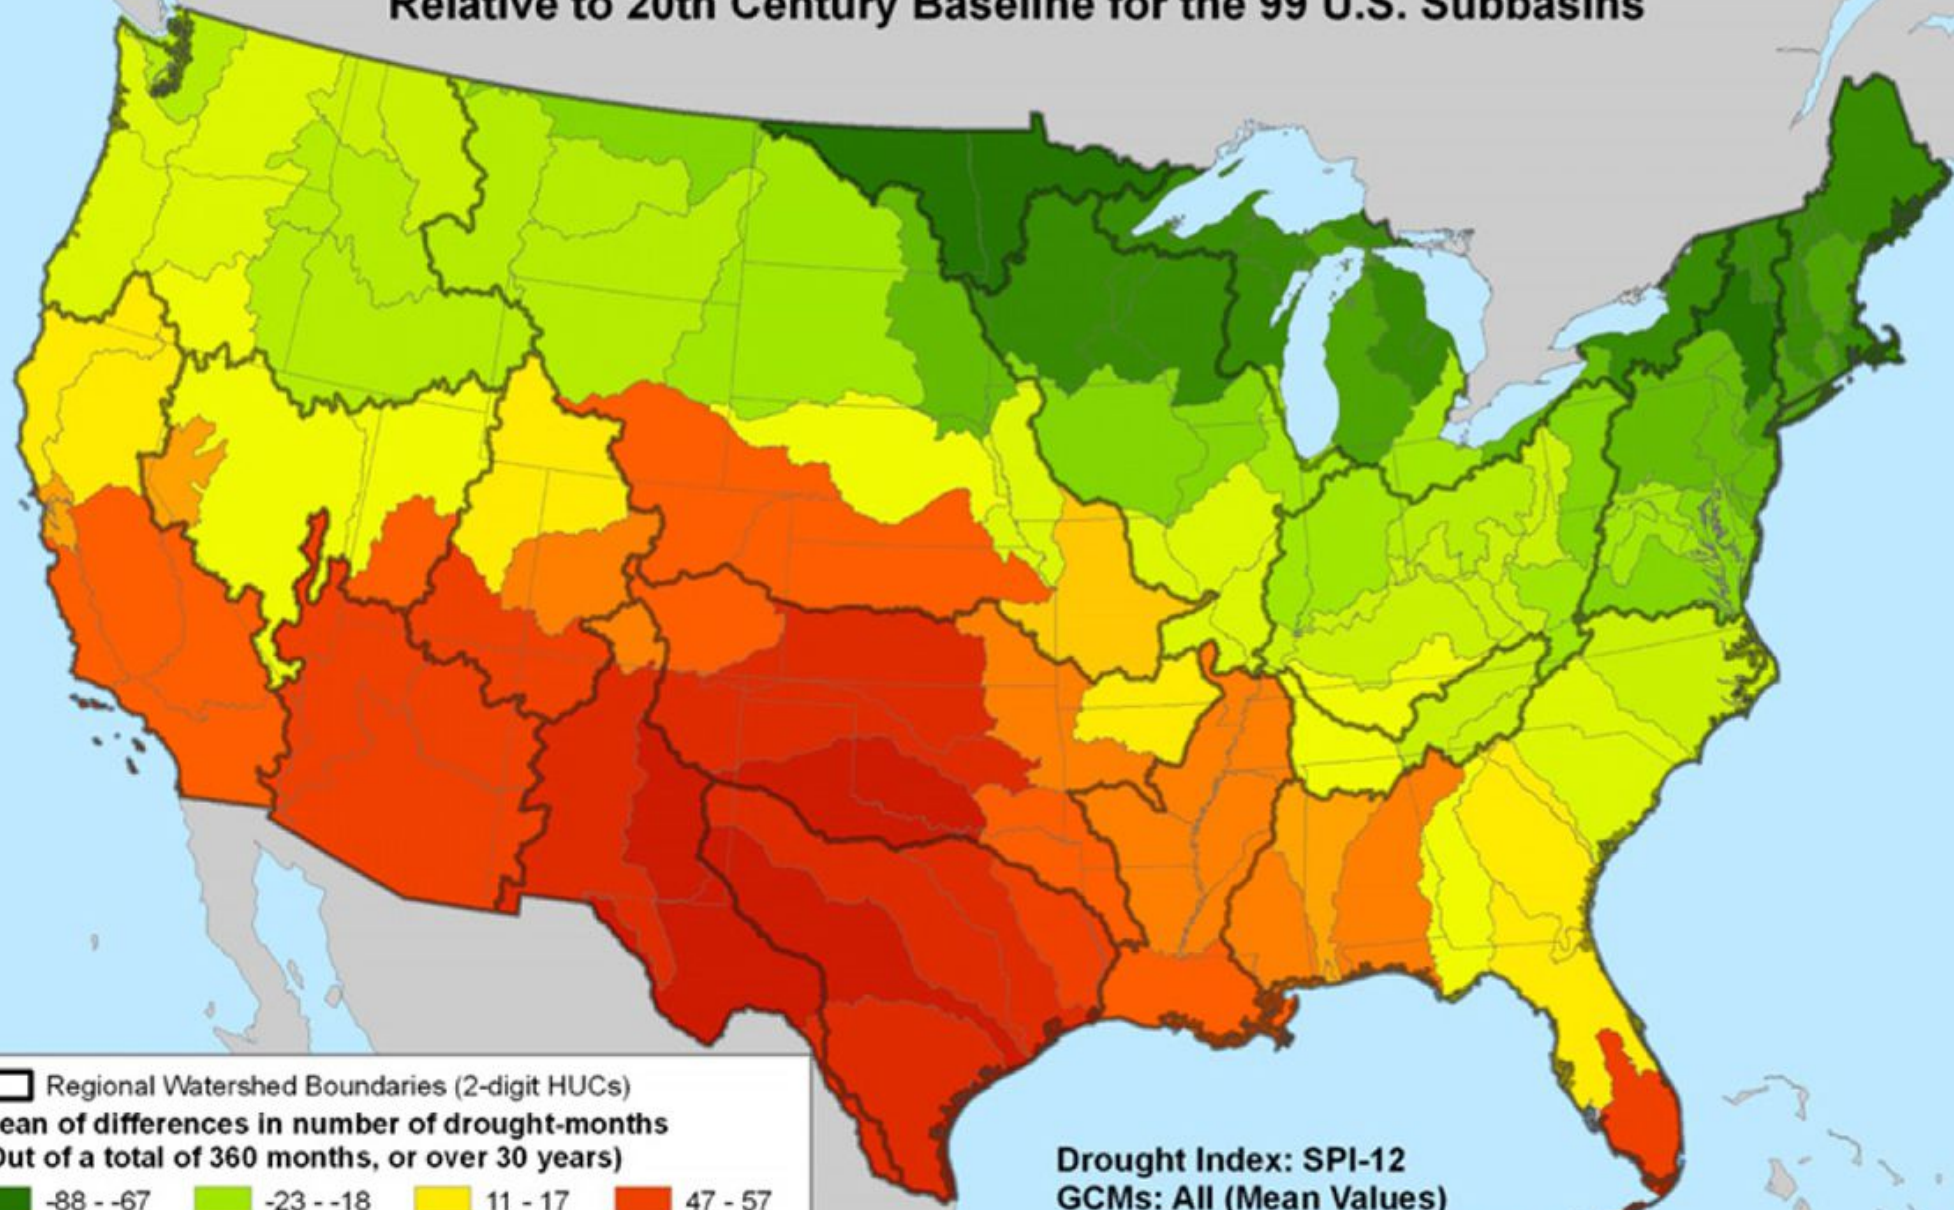 Relative to 20th Century Baseline for the 99 U.S. Subbasins
Regional Watershed Boundaries (2-digit HUCs)
ean of differences in number of drought-months
Out of a total of 360 months, or over 30 years)
-88 - -67 -23 - -18 11 - 17 47 - 57
Drought Index: SPI-12
GCMs: All (Mean Values)